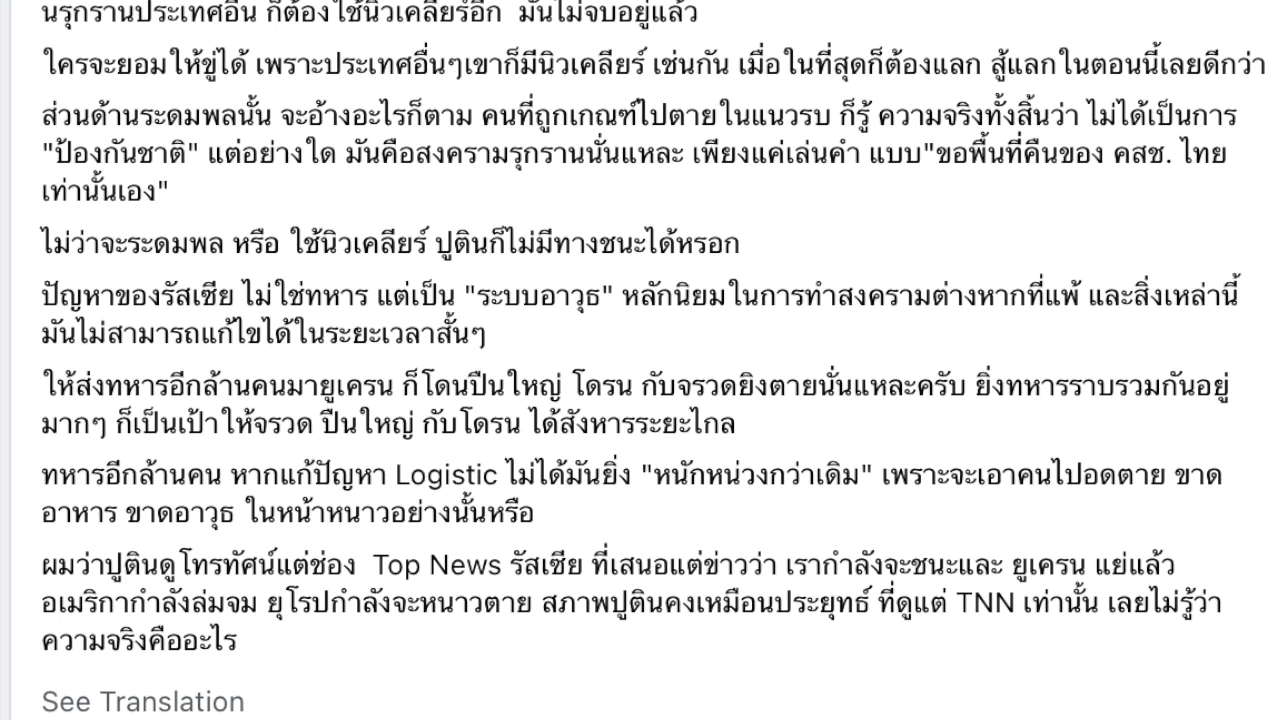 นรุกรานประเทศอื่น ก็ต้องใช้นิวเคลียร์อีก  มันไม่จบอยู่แล้ว
ใครจะยอมให้ขู่ได้ เพราะประเทศอื่นๆเขาก็มีนิวเคลียร์ เช่นกัน เมื่อในที่สุดก็ต้องแลก สู้แลกในตอนนี้เลยดีกว่า
ส่วนด้านระดมพลนั้น จะอ้างอะไรก็ตาม คนที่ถูกเกณฑ์ไปตายในแนวรบ ก็รู้ ความจริงทั้งสิ้นว่า ไม่ได้เป็นการ
"ป้องกันชาติ" แต่อย่างใด มันคือสงครามรุกรานนั่นแหละ เพียงแค่เล่นคำ แบบ"ขอพื้นที่คืนของ คสช. ไทย
เท่านั้นเอง"
ไม่ว่าจะระดมพล หรือ ใช้นิวเคลียร์ ปูตินก็ไม่มีทางชนะได้หรอก
ปัญหาของรัสเซีย ไม่ใช่ทหาร แต่เป็น "ระบบอาวุธ" หลักนิยมในการทำสงครามต่างหากที่แพ้ และสิ่งเหล่านี้
มันไม่สามารถแก้ไขได้ในระยะเวลาสั้นๆ
ให้ส่งทหารอีกล้านคนมายูเครน ก็โดนปืนใหญ่ โดรน กับจรวดยิงตายนั่นแหละครับ ยิ่งทหารราบรวมกันอยู่
มากๆ ก็เป็นเป้าให้จรวด ปืนใหญ่ กับโดรน ได้สังหารระยะไกล
ทหารอีกล้านคน หากแก้ปัญหา Logistic ไม่ได้มันยิ่ง "หนักหน่วงกว่าเดิม" เพราะจะเอาคนไปอดตาย ขาด
อาหาร ขาดอาวุธ ในหน้าหนาวอย่างนั้นหรือ
ผมว่าปูตินดูโทรทัศน์แต่ช่อง  Top News รัสเซีย ที่เสนอแต่ข่าวว่า เรากำลังจะชนะและ ยูเครน แย่แล้ว
อเมริกากำลังล่มจม ยุโรปกำลังจะหนาวตาย สภาพปูตินคงเหมือนประยุทธ์ ที่ดูแต่ TNN เท่านั้น เลยไม่รู้ว่า
ความจริงคืออะไร
See Translation